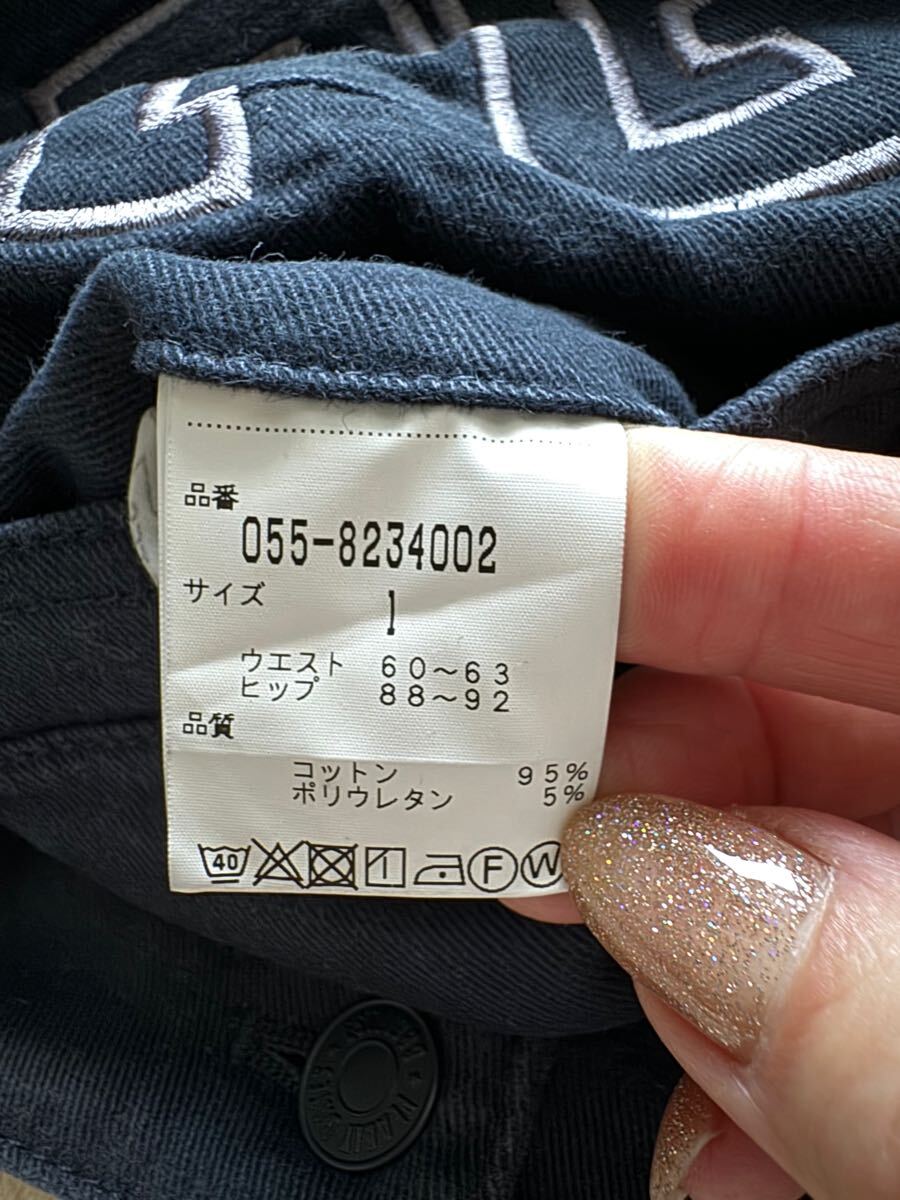 品番
055-8234002
サイズ
1
ウエスト 60～63
ヒップ 88～92
品質
コットン 95%
ポリウレタン 5%
40 F W